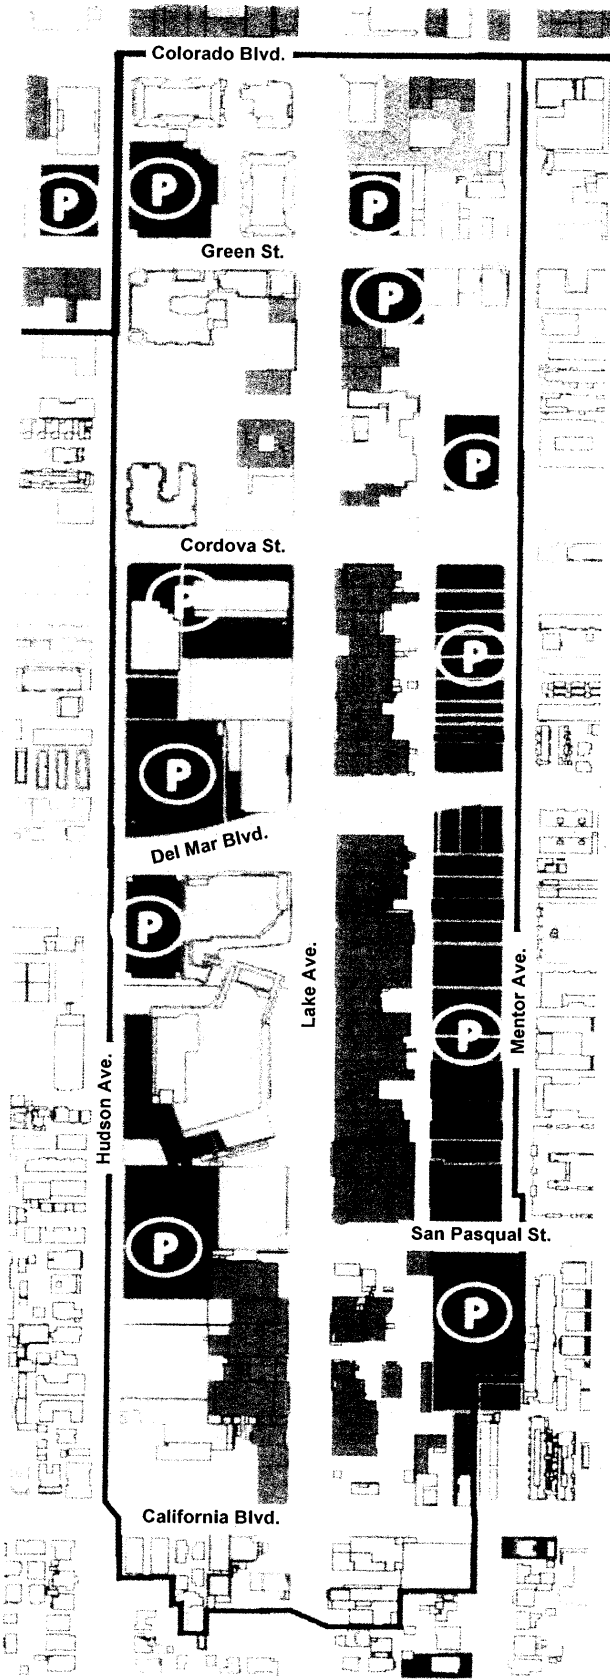 Colorado Blvd.
P
P
P
Green St.
P
P
Cordova St.
P
P
P
Del Mar Blvd.
P
Lake Ave.
Mentor Ave.
P
Hudson Ave.
San Pasqual St.
P
P
California Blvd.